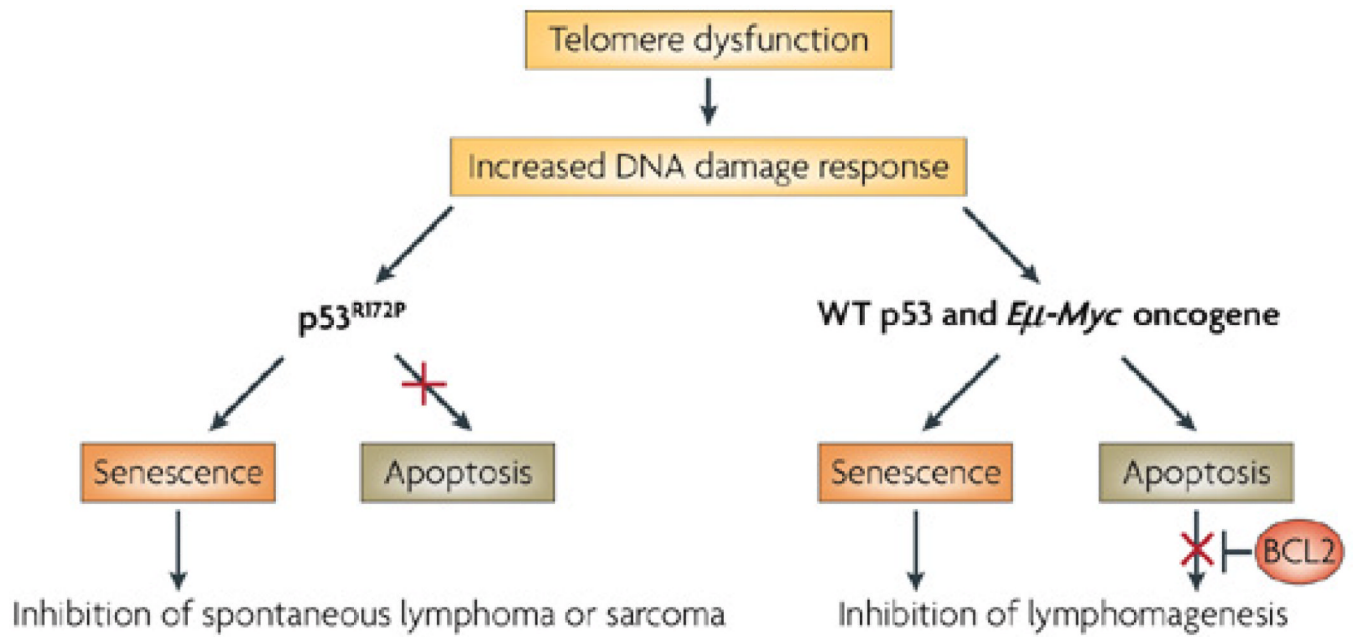 Telomere dysfunction
Increased DNA damage response
p53R172P
WT p53 and Eμ-Myc oncogene
Senescence
Apoptosis
Senescence
Apoptosis
BCL2
Inhibition of spontaneous lymphoma or sarcoma
Inhibition of lymphomagenesis